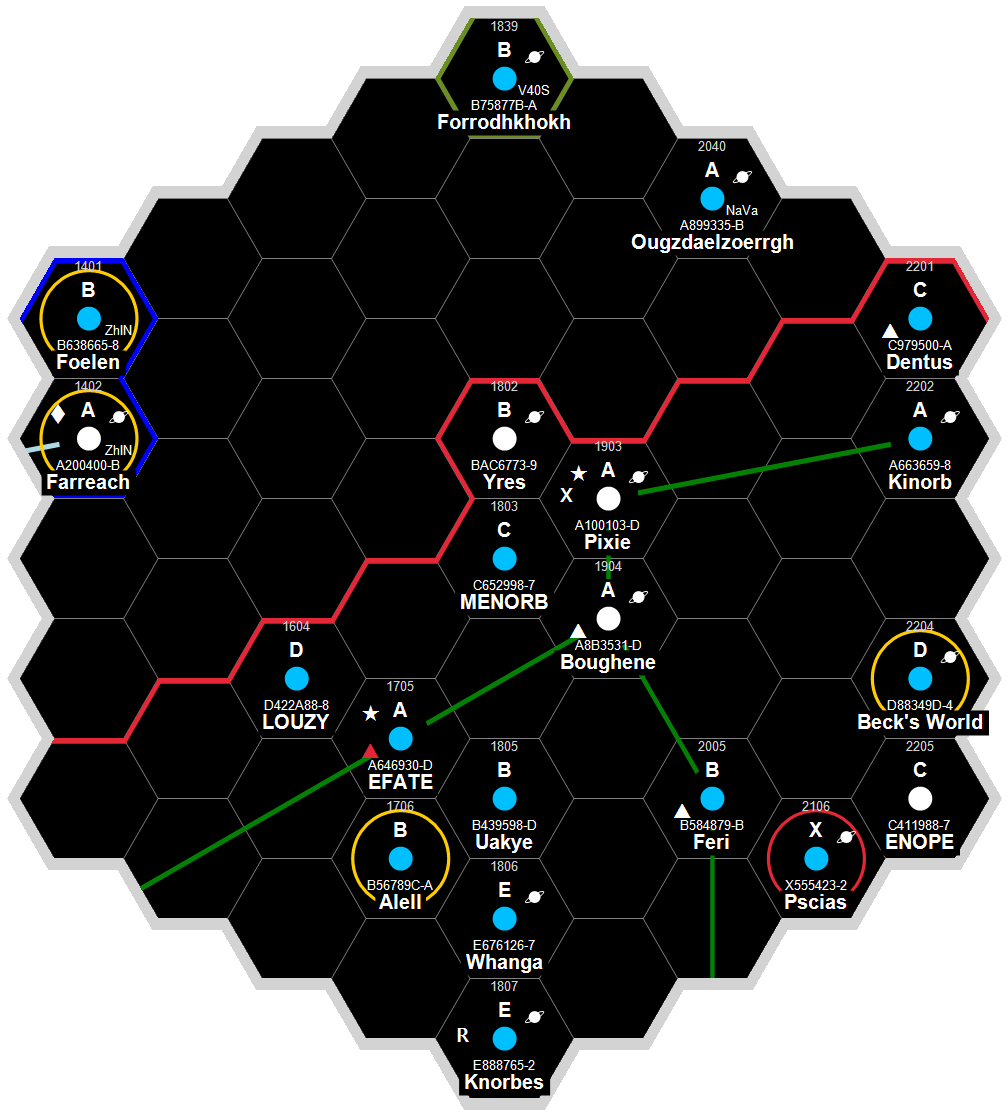 1839
B
V40S
B75877B-A
Forrodhkhokh
2040
A
NaVa
A899335-B
Ougzdaelzoerrgh
1401
B
ZhIN
B638665-8
Foelen
2201
C
C979500-A
Dentus
1402
A
ZhIN
A200400-B
Farreach
1802
B
BAC6773-9
Yres
2202
A
A663659-8
Kinorb
1903
A
X
A100103-D
Pixie
1803
C
C652998-7
MENORB
1904
A
A8B3531-D
Boughene
1604
D
D422A88-8
LOUZY
2204
D
D88349D-4
Beck's World
1705
A
A646930-D
EFATE
1805
B
B439598-D
Uakye
2005
B
B584879-B
Feri
2205
C
C411988-7
ENOPE
1706
B
B56789C-A
Alell
2106
X
X555423-2
Pscias
1806
E
E676126-7
Whanga
1807
E
R
E888765-2
Knorbes